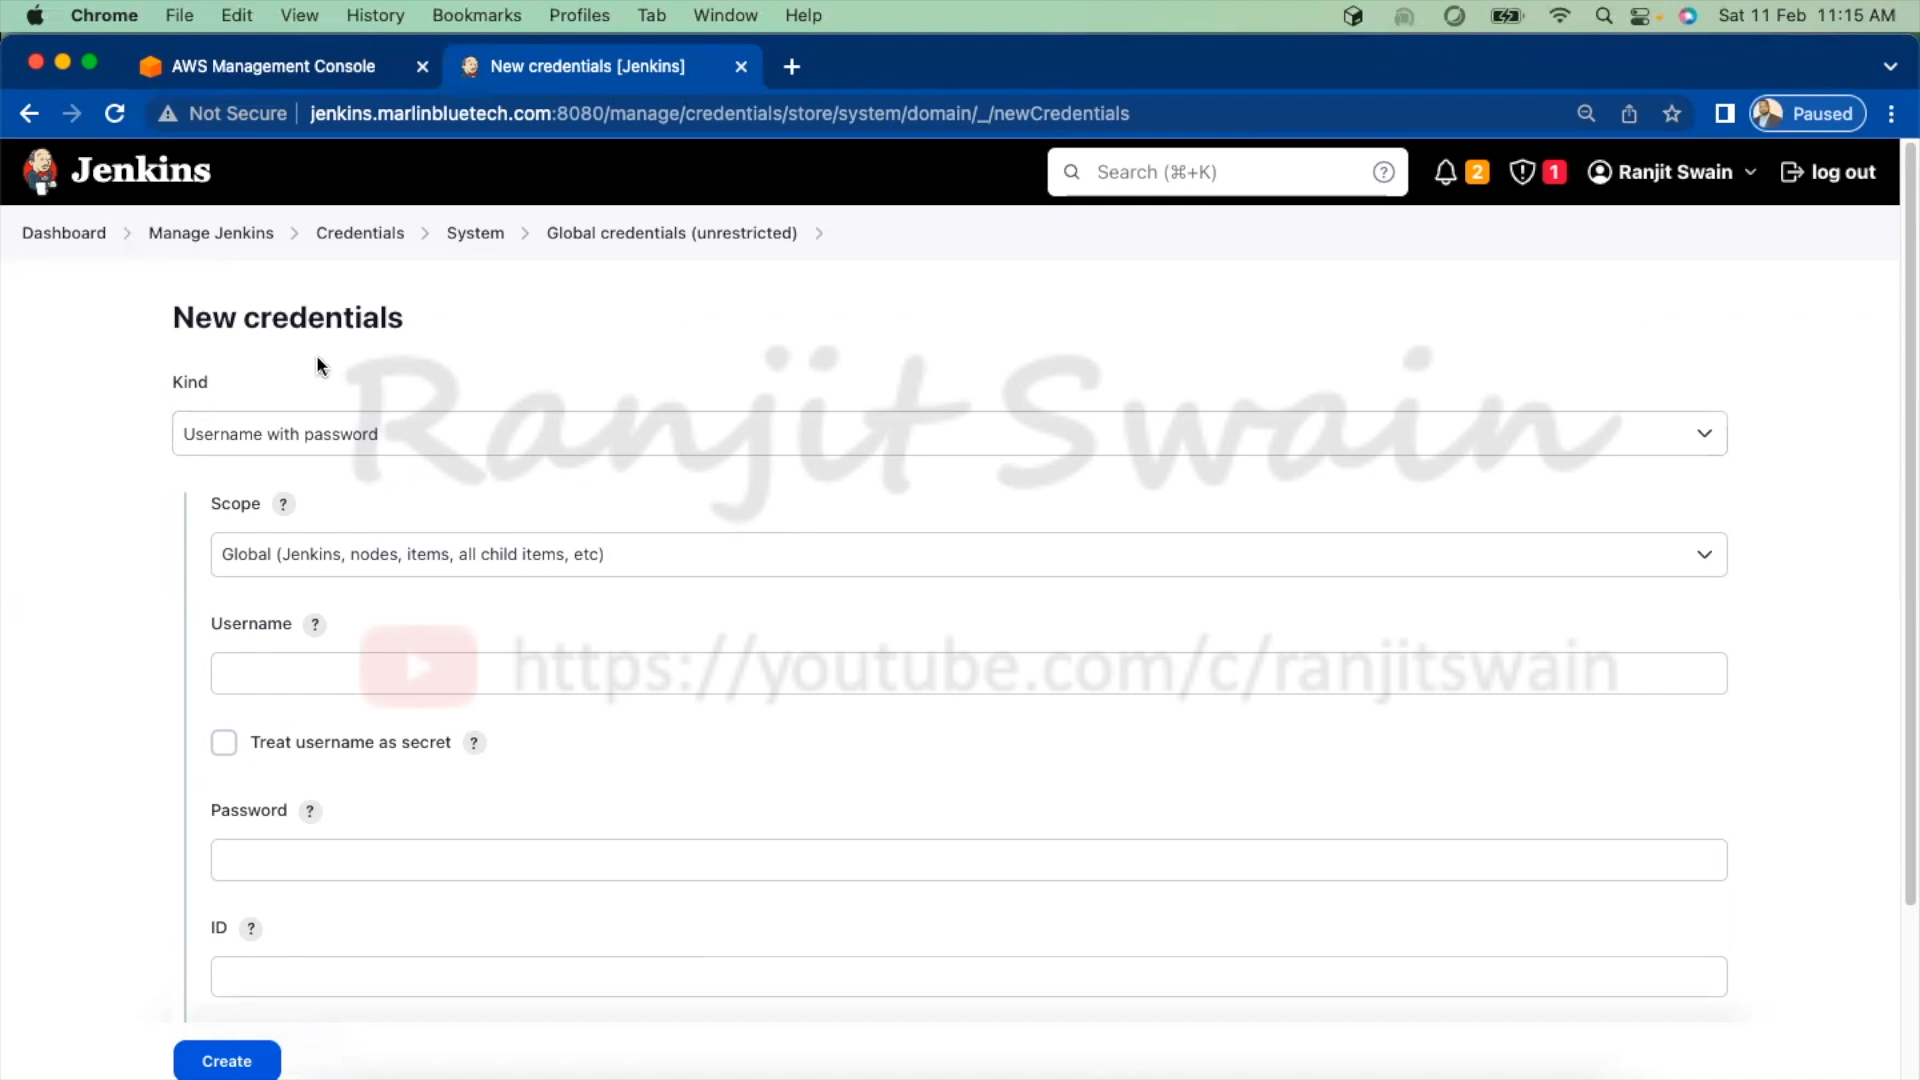 Chrome File Edit View History Bookmarks Profiles Tab Window Help Sat 11 Feb 11:15 AM
AWS Management Console New credentials [Jenkins]
Not Secure jenkins.marlinbluetech.com:8080/manage/credentials/store/system/domain/_/newCredentials Paused
Jenkins Search (⌘+K) ? 2 1 Ranjit Swain log out
Dashboard Manage Jenkins Credentials System Global credentials (unrestricted)
New credentials
Kind
Ranjit Swain
Username with password
Scope ?
Global (Jenkins, nodes, items, all child items, etc)
Username ?
https://youtube.com/c/ranjitswain
Treat username as secret ?
Password ?
ID ?
Create